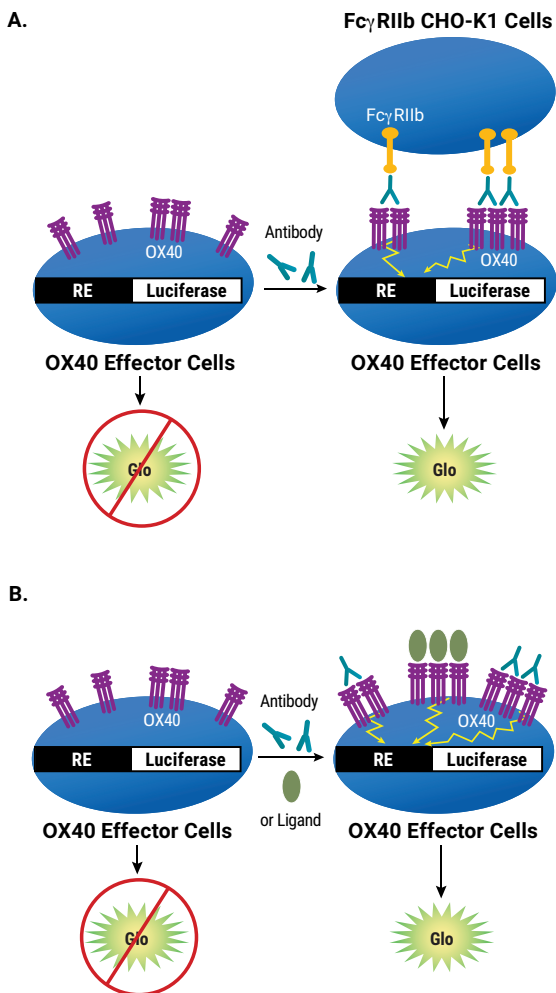 A.
FcγRIIb CHO-K1 Cells
FcγRIIb
OX40
Antibody
OX40
RE
Luciferase
RE
Luciferase
OX40 Effector Cells
OX40 Effector Cells
Glo
Glo
B.
OX40
Antibody
OX40
RE
Luciferase
RE
Luciferase
or Ligand
OX40 Effector Cells
OX40 Effector Cells
Glo
Glo